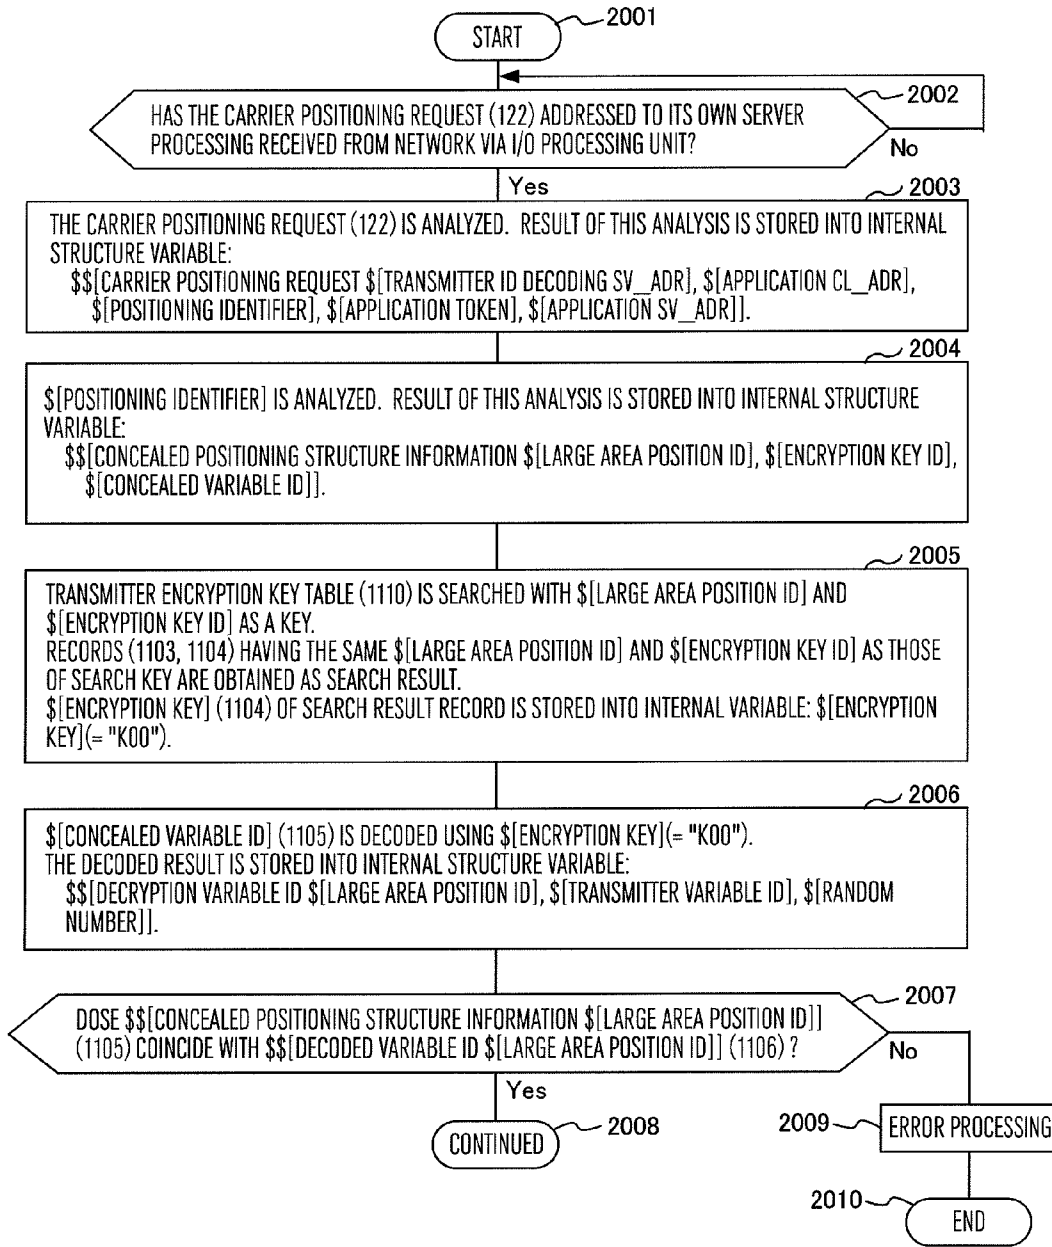 START
2001
HAS THE CARRIER POSITIONING REQUEST (122) ADDRESSED TO ITS OWN SERVER
PROCESSING RECEIVED FROM NETWORK VIA I/O PROCESSING UNIT?
2002
No
Yes
2003
THE CARRIER POSITIONING REQUEST (122) IS ANALYZED. RESULT OF THIS ANALYSIS IS STORED INTO INTERNAL
STRUCTURE VARIABLE:
$$[CARRIER POSITIONING REQUEST $[TRANSMITTER ID DECODING SV_ADR], $[APPLICATION CL_ADR],
$[POSITIONING IDENTIFIER], $[APPLICATION TOKEN], $[APPLICATION SV_ADR]].
2004
$[POSITIONING IDENTIFIER] IS ANALYZED. RESULT OF THIS ANALYSIS IS STORED INTO INTERNAL STRUCTURE
VARIABLE:
$$[CONCEALED POSITIONING STRUCTURE INFORMATION $[LARGE AREA POSITION ID], $[ENCRYPTION KEY ID],
$[CONCEALED VARIABLE ID]].
2005
TRANSMITTER ENCRYPTION KEY TABLE (1110) IS SEARCHED WITH $[LARGE AREA POSITION ID] AND
$[ENCRYPTION KEY ID] AS A KEY.
RECORDS (1103, 1104) HAVING THE SAME $[LARGE AREA POSITION ID] AND $[ENCRYPTION KEY ID] AS THOSE
OF SEARCH KEY ARE OBTAINED AS SEARCH RESULT.
$[ENCRYPTION KEY] (1104) OF SEARCH RESULT RECORD IS STORED INTO INTERNAL VARIABLE: $[ENCRYPTION
KEY](= "K00").
2006
$[CONCEALED VARIABLE ID] (1105) IS DECODED USING $[ENCRYPTION KEY](= "K00").
THE DECODED RESULT IS STORED INTO INTERNAL STRUCTURE VARIABLE:
$$[DECRYPTION VARIABLE ID $[LARGE AREA POSITION ID], $[TRANSMITTER VARIABLE ID], $[RANDOM
NUMBER]].
DOSE $$[CONCEALED POSITIONING STRUCTURE INFORMATION $[LARGE AREA POSITION ID]]
(1105) COINCIDE WITH $$[DECODED VARIABLE ID $[LARGE AREA POSITION ID]] (1106) ?
2007
No
Yes
CONTINUED
2008
2009
ERROR PROCESSING
2010
END